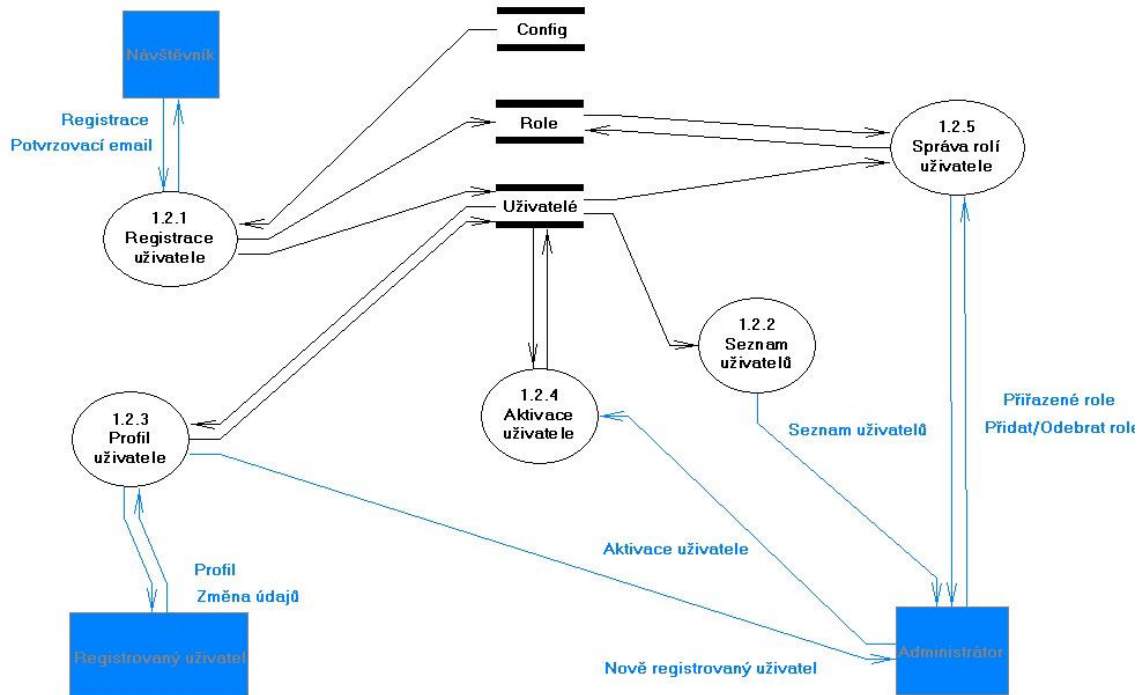 Návštěvník
Config
Registrace
Potvrzovací email
Role
1.2.5
Správa rolí
uživatele
1.2.1
Registrace
uživatele
Uživatelé
1.2.2
Seznam
uživatelů
1.2.4
Aktivace
uživatele
1.2.3
Profil
uživatele
Přiřazené role
Přidat/Odebrat role
Seznam uživatelů
Aktivace uživatele
Profil
Změna údajů
Registrovaný uživatel
Administrátor
Nově registrovaný uživatel